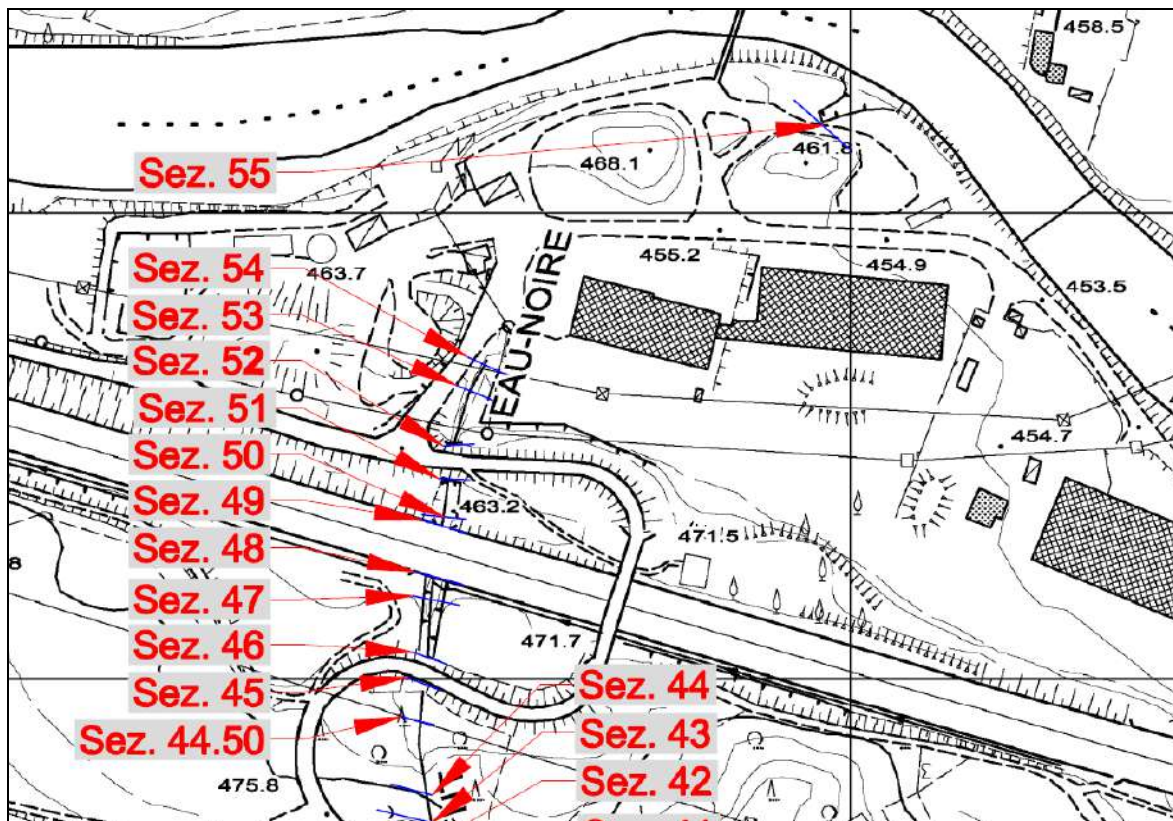 458.5
Sez. 55
468.1
461.8
EAU-NOIRE
455.2
454.9
453.5
Sez. 54
463.7
Sez. 53
Sez. 52
Sez. 51
Sez. 50
454.7
Sez. 49
463.2
Sez. 48
471.5
Sez. 47
8
Sez. 46
471.7
Sez. 45
Sez. 44
Sez. 44.50
Sez. 43
475.8
Sez. 42